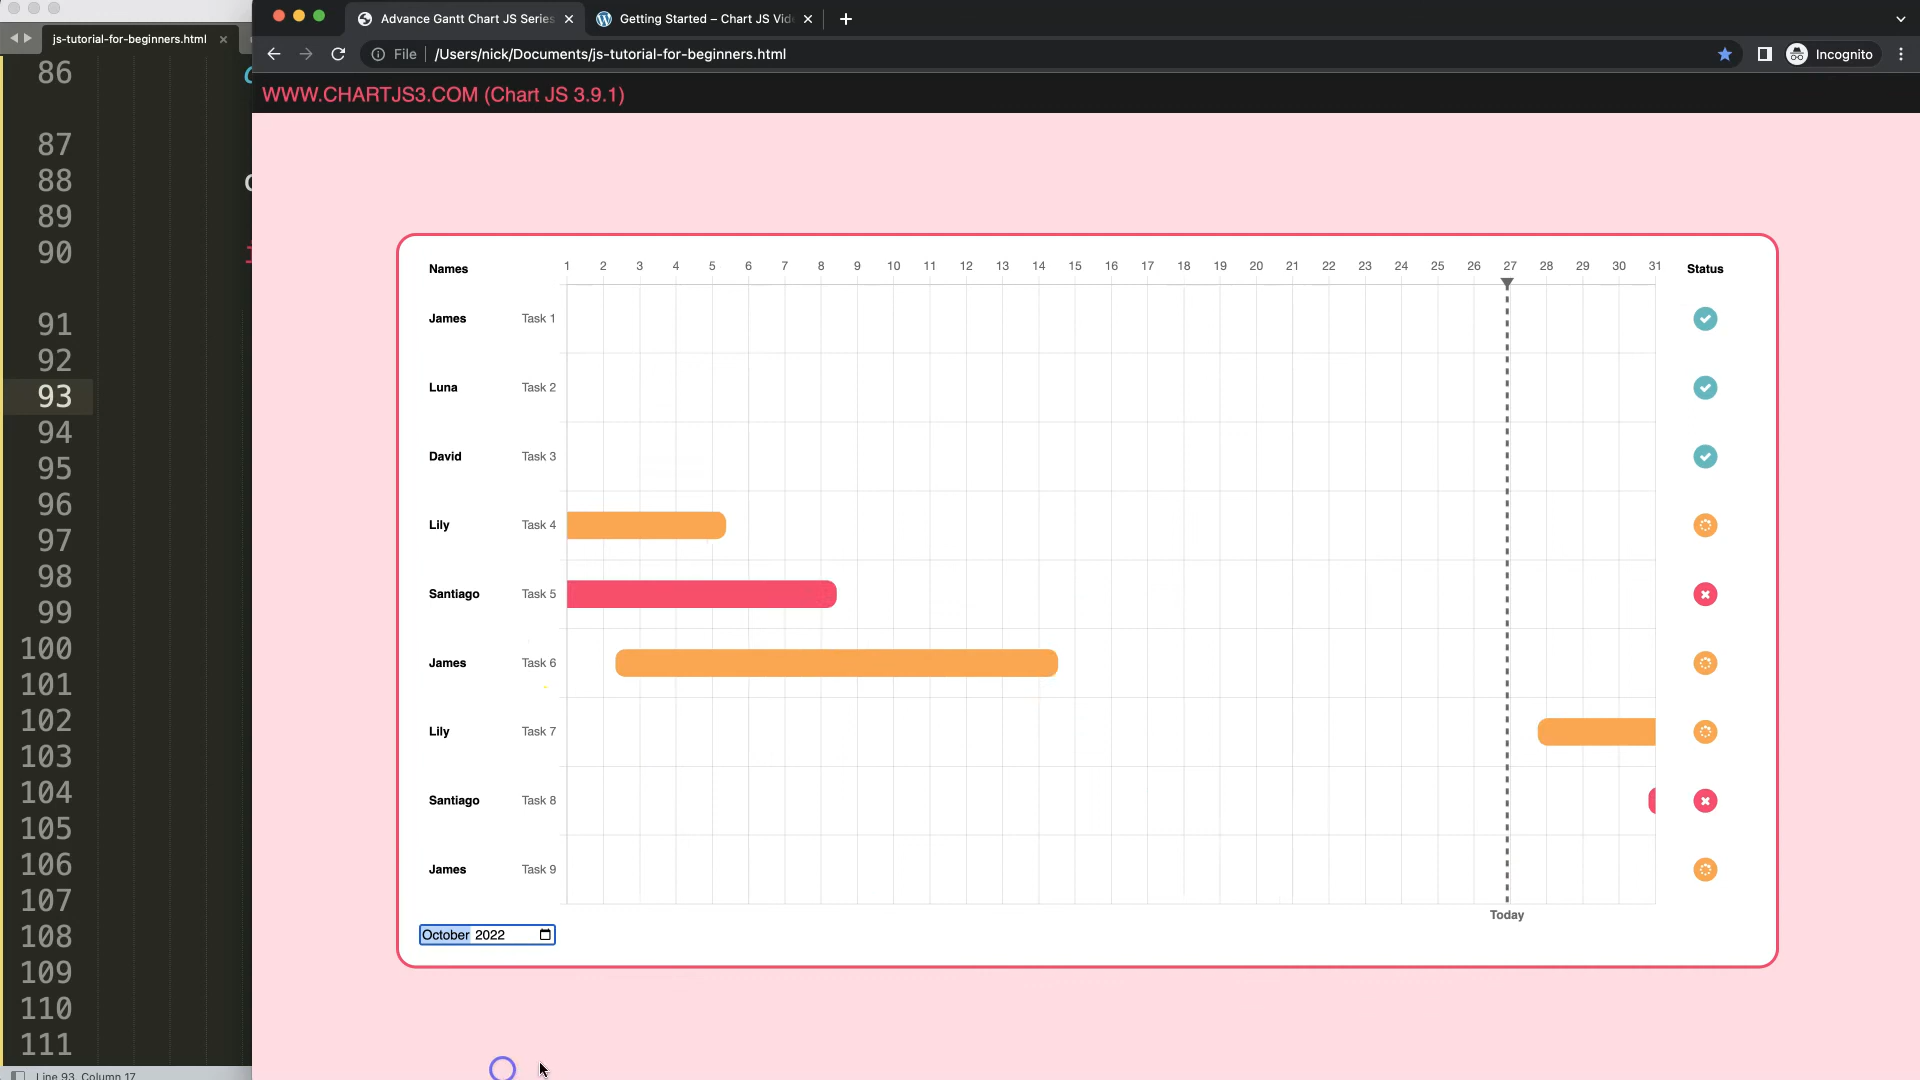 js-tutorial-for-beginners.html
Advance Gantt Chart JS Series
Getting Started – Chart JS Vid
File
/Users/nick/Documents/js-tutorial-for-beginners.html
Incognito
WWW.CHARTJS3.COM (Chart JS 3.9.1)
86
87
88
89
90
91
92
93
94
95
96
97
98
99
100
101
102
103
104
105
106
107
108
109
110
111
Names 1 2 3 4 5 6 7 8 9 10 11 12 13 14 15 16 17 18 19 20 21 22 23 24 25 26 27 28 29 30 31 Status
James Task 1
Luna Task 2
David Task 3
Lily Task 4
Santiago Task 5
James Task 6
Lily Task 7
Santiago Task 8
James Task 9
Today
October 2022
Line 93, Column 17